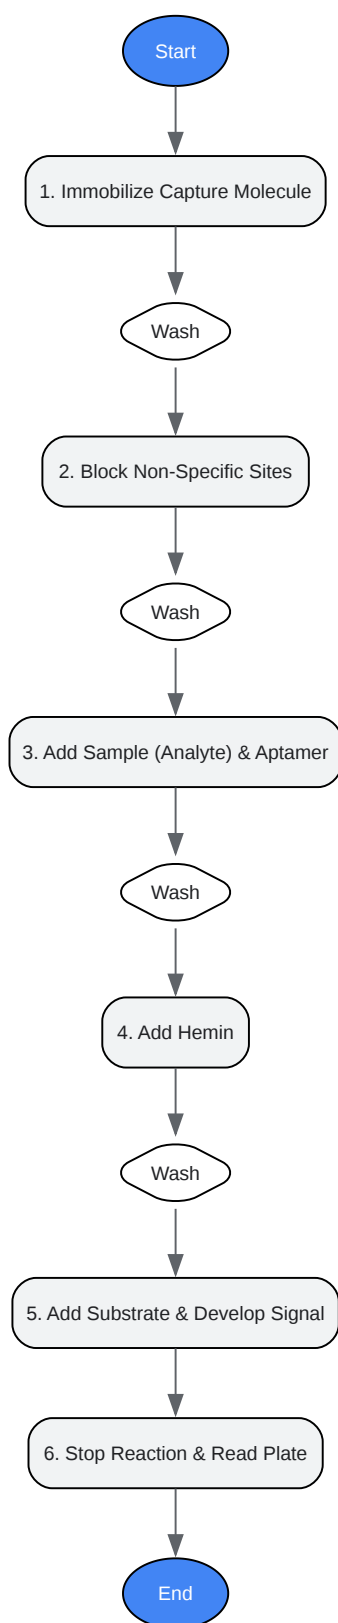 Start
1. Immobilize Capture Molecule
Wash
2. Block Non-Specific Sites
Wash
3. Add Sample (Analyte) & Aptamer
Wash
4. Add Hemin
Wash
5. Add Substrate & Develop Signal
6. Stop Reaction & Read Plate
End